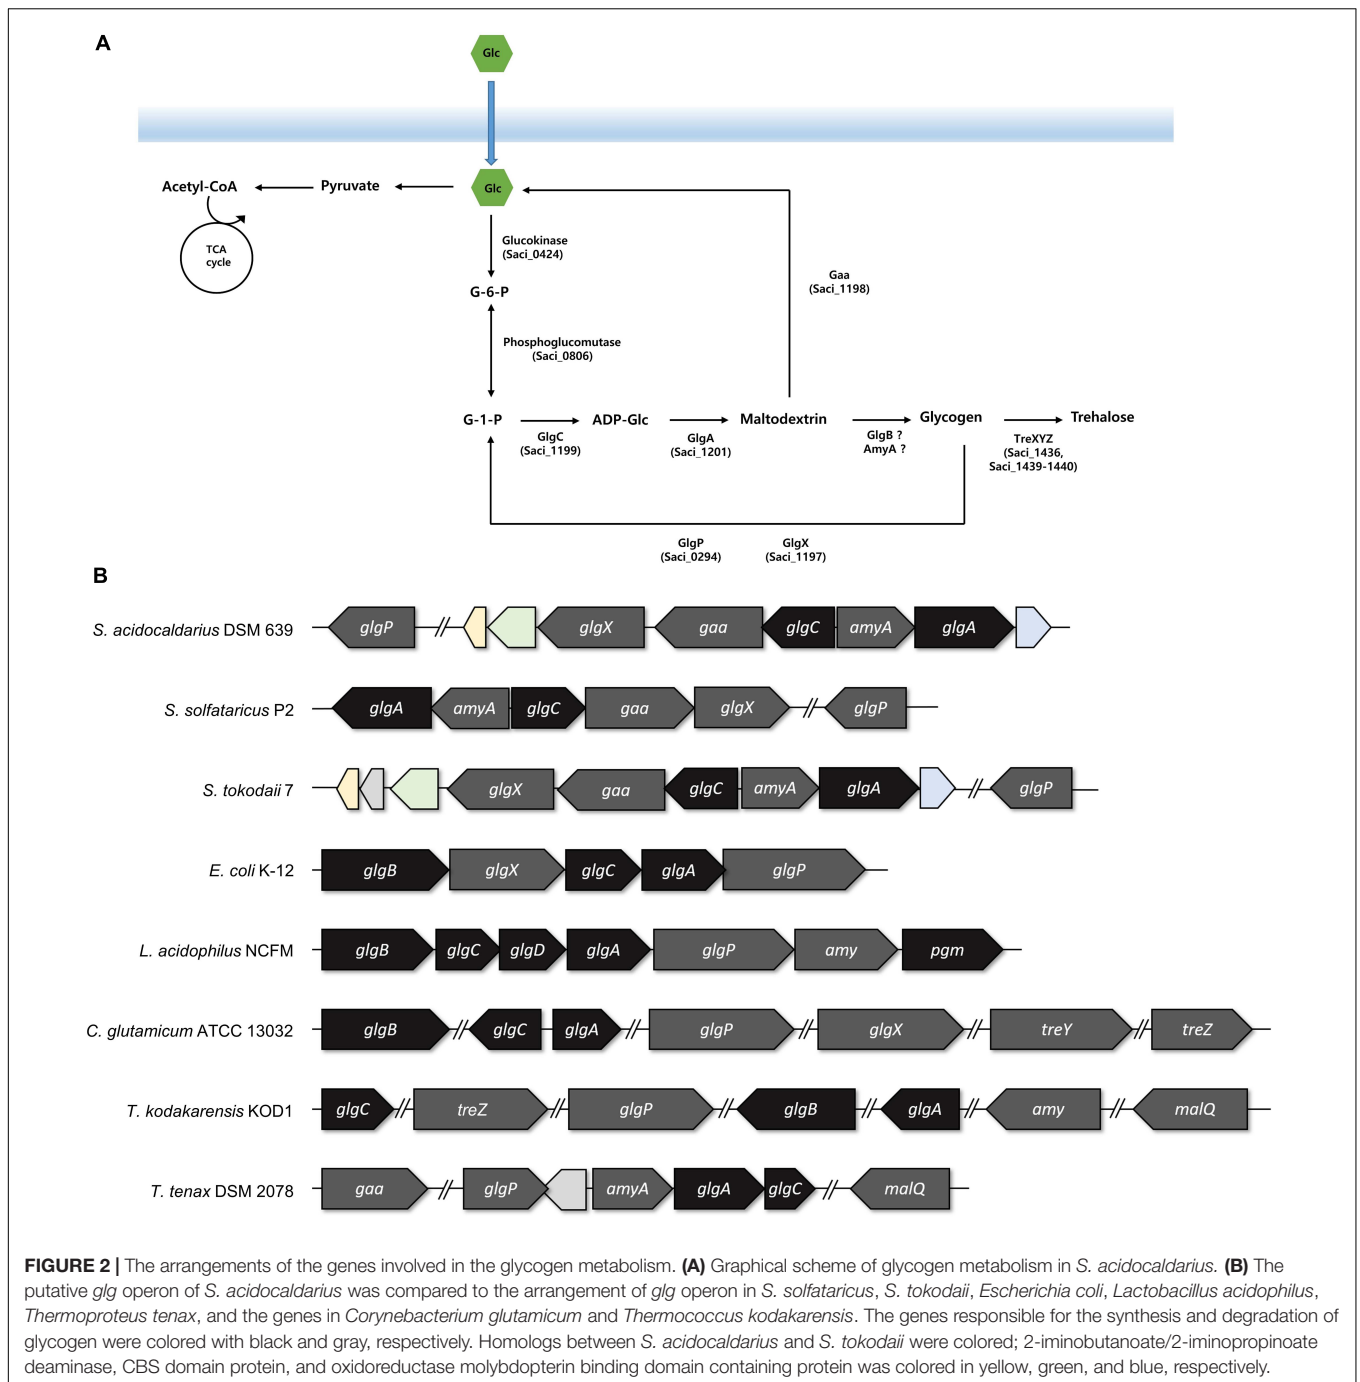 A
Glc
Acetyl-CoA
Pyruvate
Glc
TCA
cycle
Glucokinase
(Saci_0424)
G-6-P
Gaa
(Saci_1198)
Phosphoglucomutase
(Saci_0806)
G-1-P
ADP-Glc
Maltodextrin
Glycogen
Trehalose
GlgC
(Saci_1199)
GlgA
(Saci_1201)
GlgB ?
AmyA ?
TreXYZ
(Saci_1436,
Saci_1439-1440)
GlgP
(Saci_0294)
GlgX
(Saci_1197)
B
S. acidocaldarius DSM 639 glgP glgX gaa glgC amyA glgA
S. solfataricus P2 glgA amyA glgC gaa glgX glgP
S. tokodaii 7 glgX gaa glgC amyA glgA glgP
E. coli K-12 glgB glgX glgC glgA glgP
L. acidophilus NCFM glgB glgC glgD glgA glgP amy pgm
C. glutamicum ATCC 13032 glgB glgC glgA glgP glgX treY treZ
T. kodakarensis KOD1 glgC treZ glgP glgB glgA amy malQ
T. tenax DSM 2078 gaa glgP amyA glgA glgC malQ
FIGURE 2 | The arrangements of the genes involved in the glycogen metabolism. (A) Graphical scheme of glycogen metabolism in S. acidocaldarius. (B) The
putative glg operon of S. acidocaldarius was compared to the arrangement of glg operon in S. solfataricus, S. tokodaii, Escherichia coli, Lactobacillus acidophilus,
Thermoproteus tenax, and the genes in Corynebacterium glutamicum and Thermococcus kodakarensis. The genes responsible for the synthesis and degradation of
glycogen were colored with black and gray, respectively. Homologs between S. acidocaldarius and S. tokodaii were colored; 2-iminobutanoate/2-iminopropinoate
deaminase, CBS domain protein, and oxidoreductase molybdopterin binding domain containing protein was colored in yellow, green, and blue, respectively.